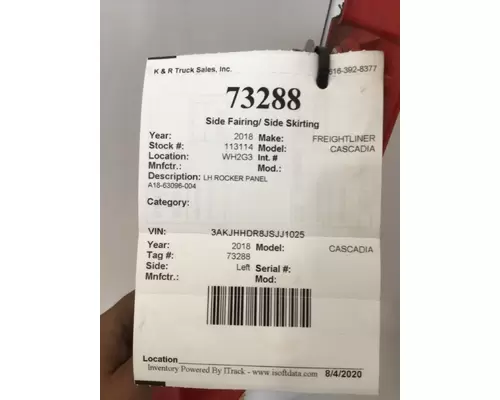 K & R Truck Sales, Inc. 616-392-8377
73288
Side Fairing/ Side Skirting
Year: 2018 Make: FREIGHTLINER
Stock #: 113114 Model: CASCADIA
Location: WH2G3 Int. #
Mnfctr.: Mod.:
Description: LH ROCKER PANEL
A18-63096-004
Category:
VIN: 3AKJHHDR8JSJJ1025
Year: 2018 Model: CASCADIA
Tag #: 73288
Side: Left Serial #:
Mnfctr.: Mod:
Location
Inventory Powered By ITrack - www.isoftdata.com 8/4/2020